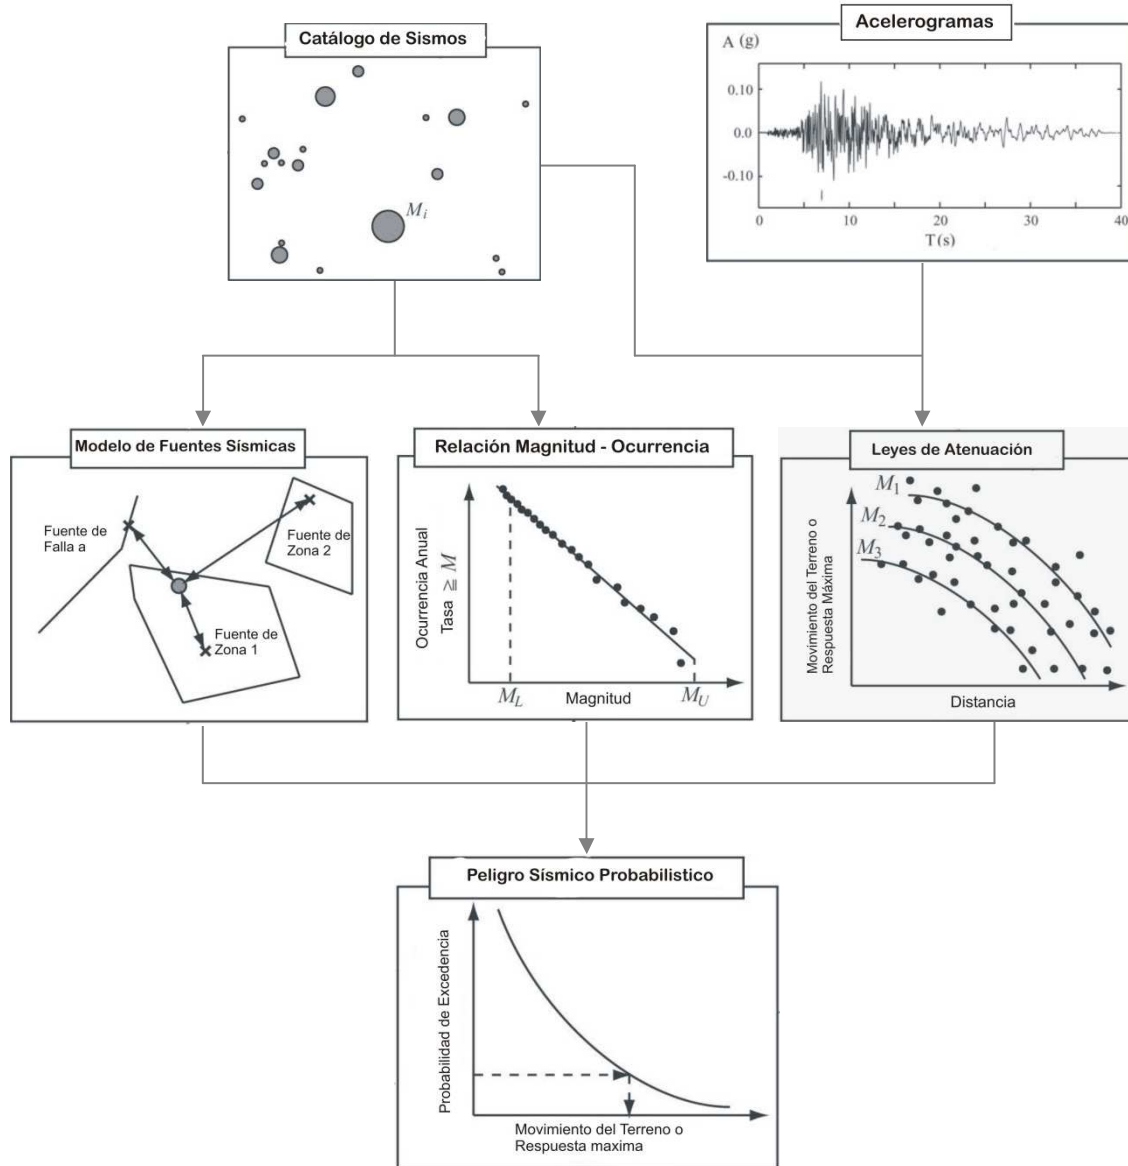 Catálogo de Sismos
M_i
Acelerogramas
A (g)
0.10
0.0
-0.10
0
10
20
30
40
T(s)
Modelo de Fuentes Sísmicas
Fuente de
Falla a
Fuente de
Zona 2
Fuente de
Zona 1
Relación Magnitud - Ocurrencia
Ocurrencia Anual
Tasa ≧ M
M_L
Magnitud
M_U
Leyes de Atenuación
M_1
M_2
M_3
Movimiento del Terreno o
Respuesta Máxima
Distancia
Peligro Sísmico Probabilistico
Probabilidad de Excedencia
Movimiento del Terreno o
Respuesta maxima